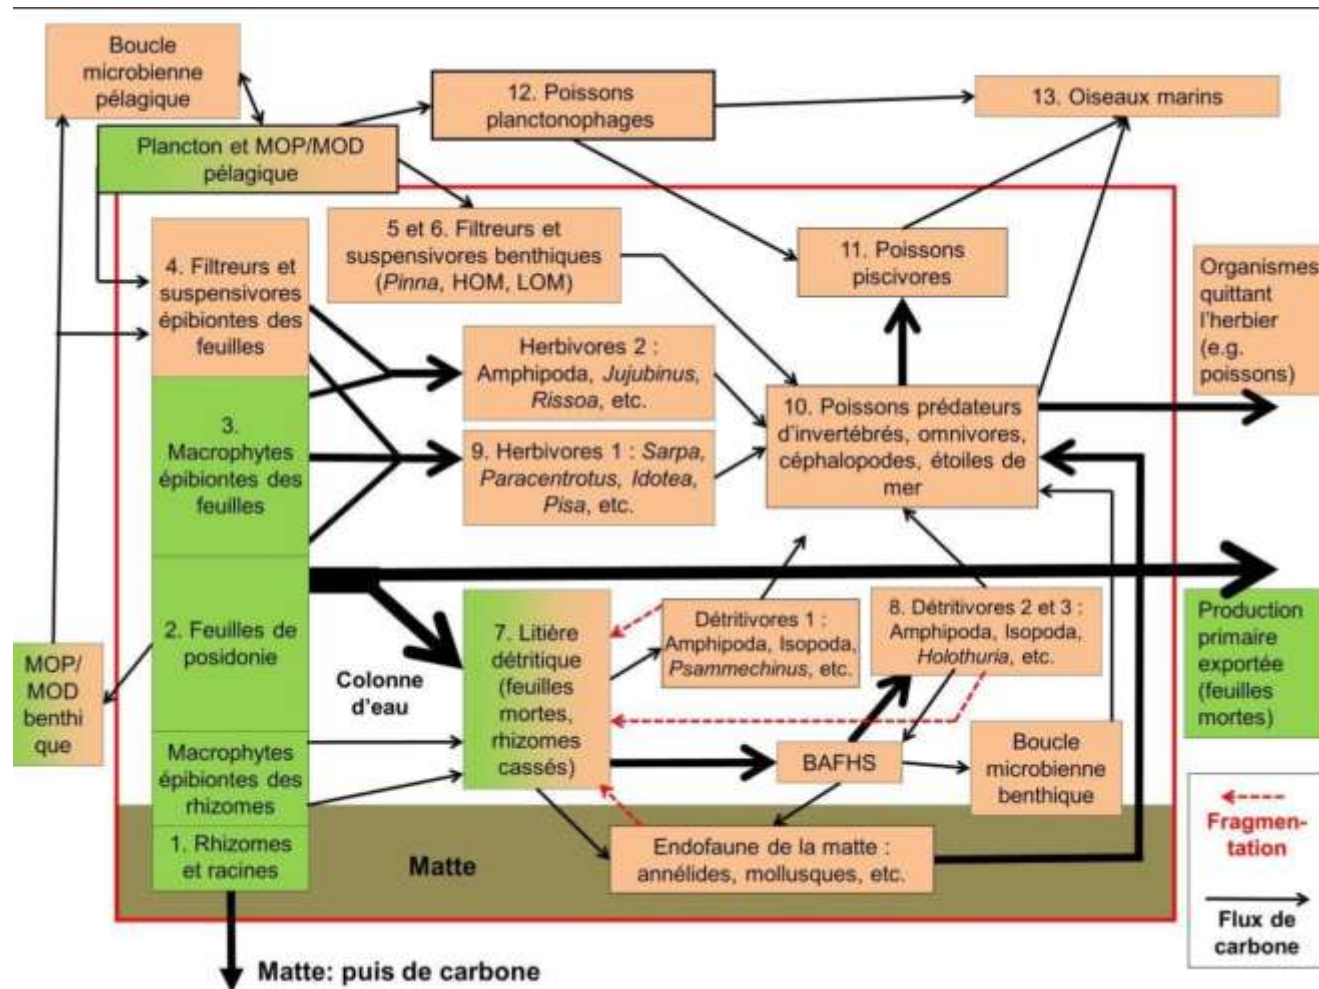 Boucle
microbienne
pélagique
12. Poissons
planctonophages
13. Oiseaux marins
Plancton et MOP/MOD
pélagique
4. Filtreurs et
suspensivores
épibiontes des
feuilles
5 et 6. Filtreurs et
suspensivores benthiques
(Pinna, HOM, LOM)
11. Poissons
piscivores
Organismes
quittant
l'herbier
(e.g.
poissons)
Herbivores 2 :
Amphipoda, Jujubinus,
Rissoa, etc.
3.
Macrophytes
épibiontes des
feuilles
9. Herbivores 1 : Sarpa,
Paracentrotus, Idotea,
Pisa, etc.
10. Poissons prédateurs
d'invertébrés, omnivores,
céphalopodes, étoiles de
mer
2. Feuilles de
posidonie
MOP/
MOD
benthi
que
Colonne
d'eau
7. Litière
détritique
(feuilles
mortes,
rhizomes
cassés)
Détritivores 1 :
Amphipoda, Isopoda,
Psammechinus, etc.
8. Détritivores 2 et 3 :
Amphipoda, Isopoda,
Holothuria, etc.
Production
primaire
exportée
(feuilles
mortes)
Macrophytes
épibiontes des
rhizomes
BAFHS
Boucle
microbienne
benthique
1. Rhizomes
et racines
Matte
Endofaune de la matte :
annélides, mollusques, etc.
Fragmen-
tation
Flux de
carbone
Matte: puis de carbone